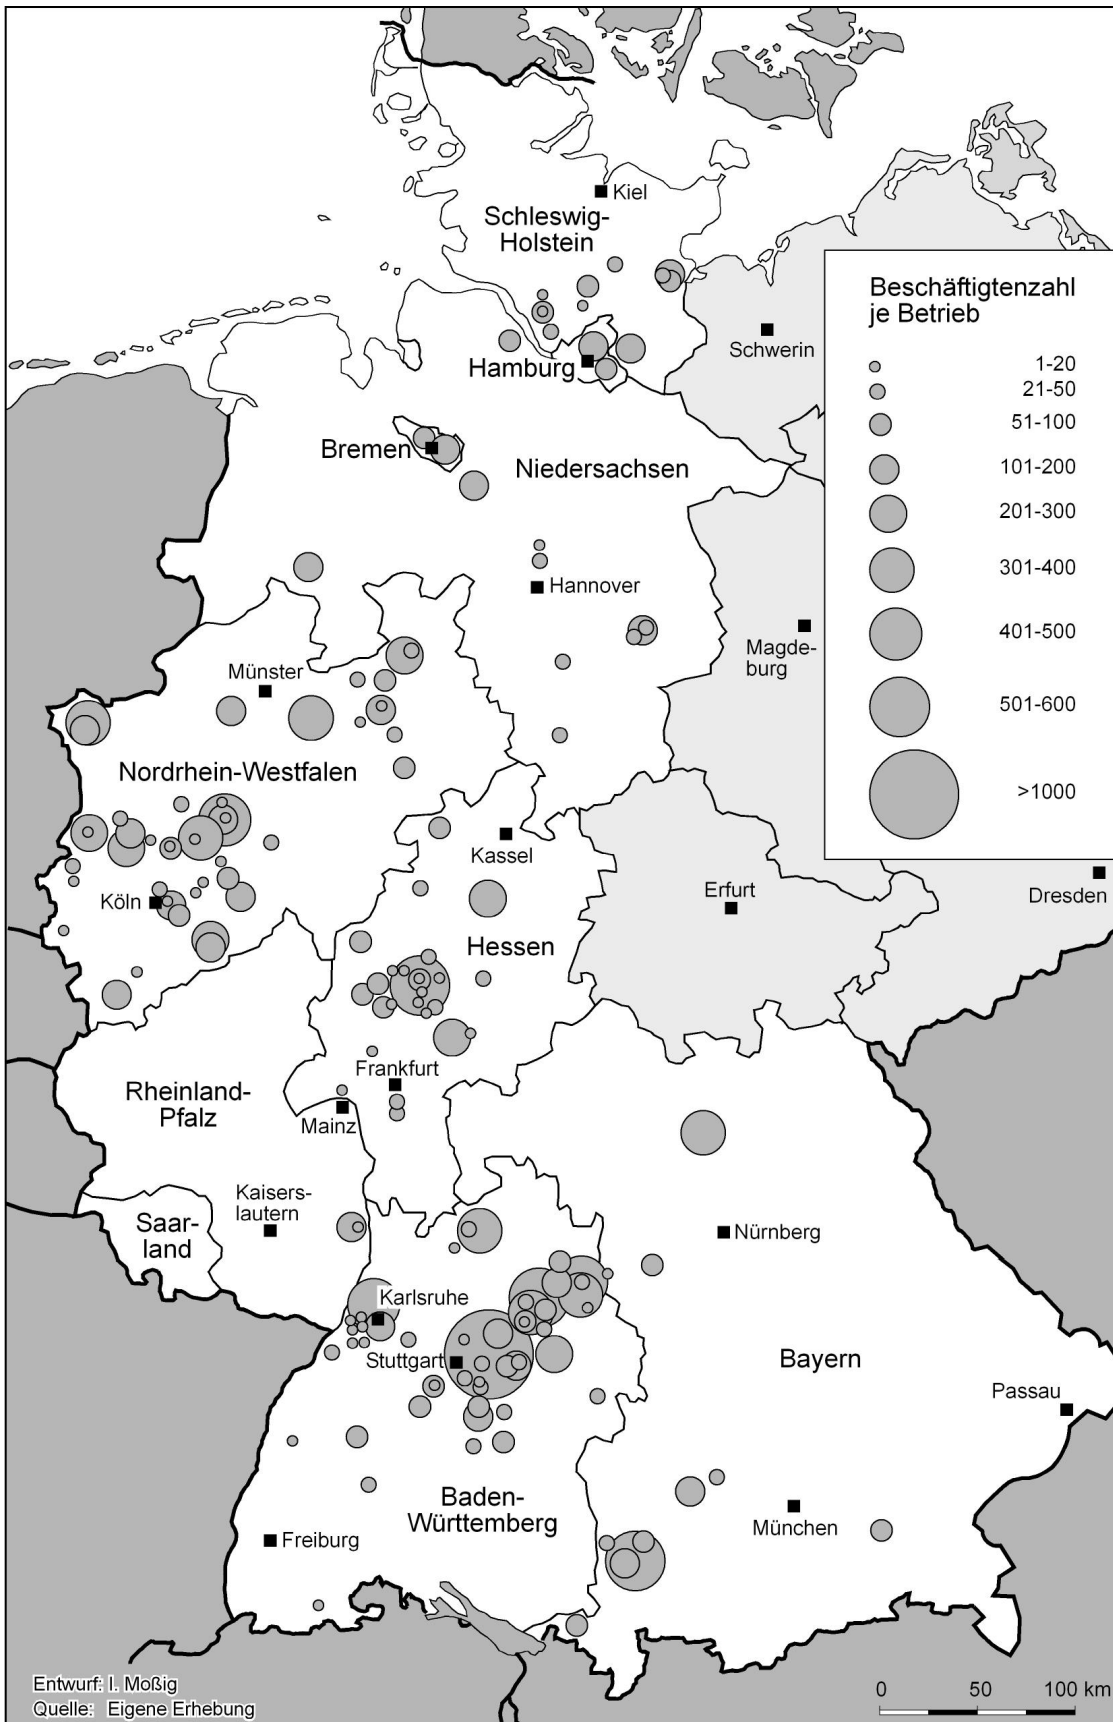 Kiel
Schleswig-
Holstein
Beschäftigtenzahl
je Betrieb
1-20
21-50
51-100
101-200
201-300
301-400
401-500
501-600
>1000
Schwerin
Hamburg
Bremen
Niedersachsen
Hannover
Magde-
burg
Münster
Nordrhein-Westfalen
Kassel
Köln
Erfurt
Dresden
Hessen
Frankfurt
Rheinland-
Pfalz
Mainz
Kaisers-
lautern
Saar-
land
Nürnberg
Karlsruhe
Stuttgart
Bayern
Passau
Baden-
Württemberg
München
Freiburg
Entwurf: I. Moßig
Quelle: Eigene Erhebung
0 50 100 km